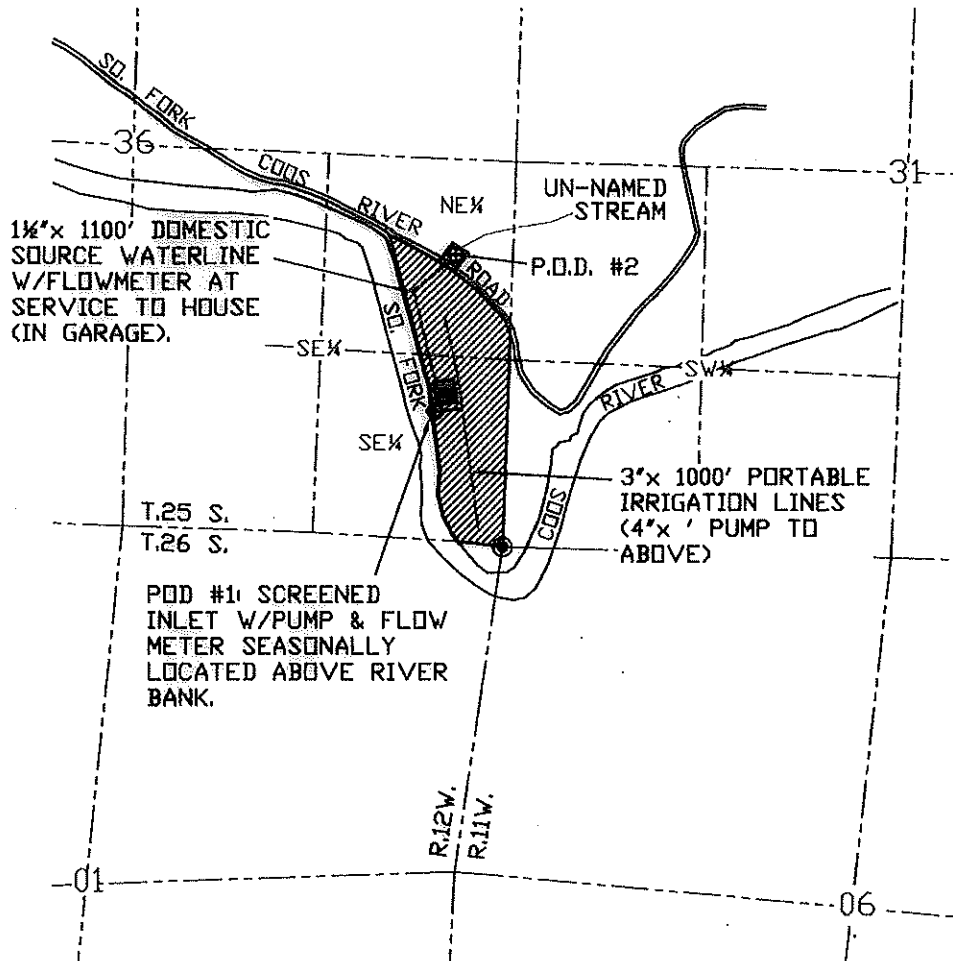 SO. FORK COOS RIVER ROAD
36
31
NE¼
UN-NAMED
STREAM
P.O.D. #2
1½"x 1100' DOMESTIC
SOURCE WATERLINE
W/FLOWMETER AT
SERVICE TO HOUSE
(IN GARAGE).
SE¼
SO. FORK
SW¼
COOS RIVER
SE¼
3"x 1000' PORTABLE
IRRIGATION LINES
(4"x ' PUMP TO
ABOVE)
T.25 S.
T.26 S.
POD #1: SCREENED
INLET W/PUMP & FLOW
METER SEASONALLY
LOCATED ABOVE RIVER
BANK.
R.12W.
R.11W.
01
06